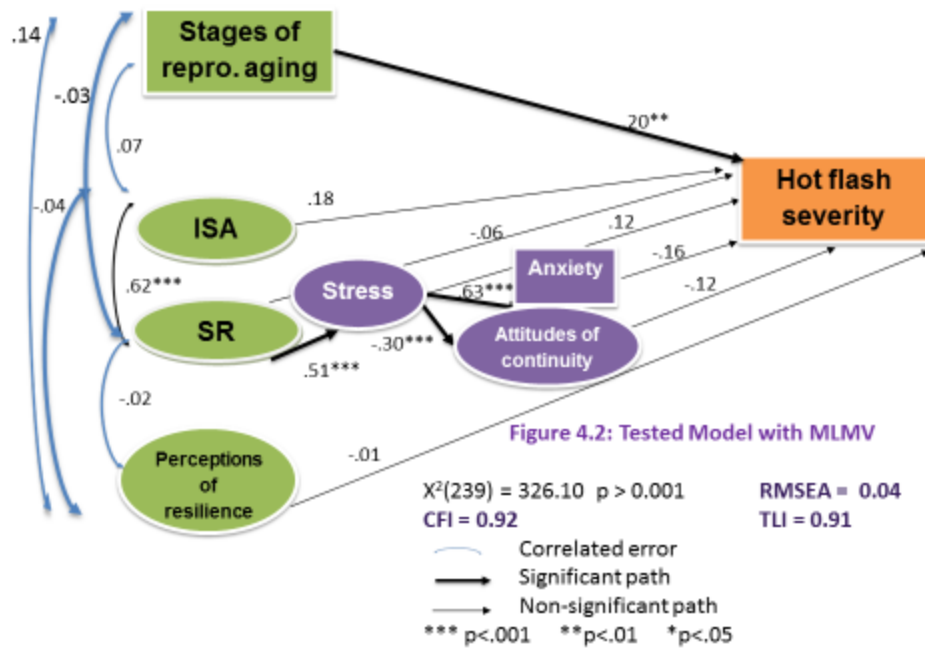 .14
Stages of
repro. aging
-.03
.07
-.04
20**
Hot flash
severity
ISA
.18
-.06
.12
Anxiety
-.16
.62***
Stress
.63***
-.12
SR
Attitudes of
continuity
-.30***
.51***
-.02
Figure 4.2: Tested Model with MLMV
Perceptions
of
resilience
-.01
X²(239) = 326.10 p > 0.001 RMSEA = 0.04
CFI = 0.92 TLI = 0.91
Correlated error
Significant path
Non-significant path
*** p<.001 **p<.01 *p<.05